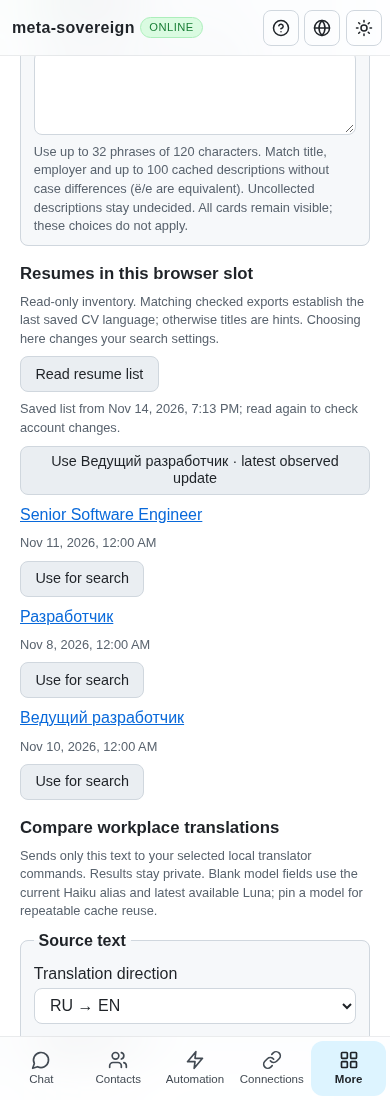 meta-sovereign ONLINE
Use up to 32 phrases of 120 characters. Match title,
employer and up to 100 cached descriptions without
case differences (ё/е are equivalent). Uncollected
descriptions stay undecided. All cards remain visible;
these choices do not apply.
Resumes in this browser slot
Read-only inventory. Matching checked exports establish the
last saved CV language; otherwise titles are hints. Choosing
here changes your search settings.
Read resume list
Saved list from Nov 14, 2026, 7:13 PM; read again to check
account changes.
Use Ведущий разработчик · latest observed
update
Senior Software Engineer
Nov 11, 2026, 12:00 AM
Use for search
Разработчик
Nov 8, 2026, 12:00 AM
Use for search
Ведущий разработчик
Nov 10, 2026, 12:00 AM
Use for search
Compare workplace translations
Sends only this text to your selected local translator
commands. Results stay private. Blank model fields use the
current Haiku alias and latest available Luna; pin a model for
repeatable cache reuse.
Source text
Translation direction
RU → EN
Chat Contacts Automation Connections More